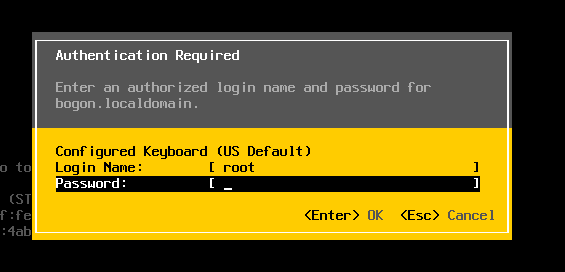 Authentication Required
Enter an authorized login name and password for
bogon.localdomain.
Configured Keyboard (US Default)
o to
Login Name: [ root ]
Password: [ _ ]
(ST
f:fe
<Enter> OK <Esc> Cancel
:4ab